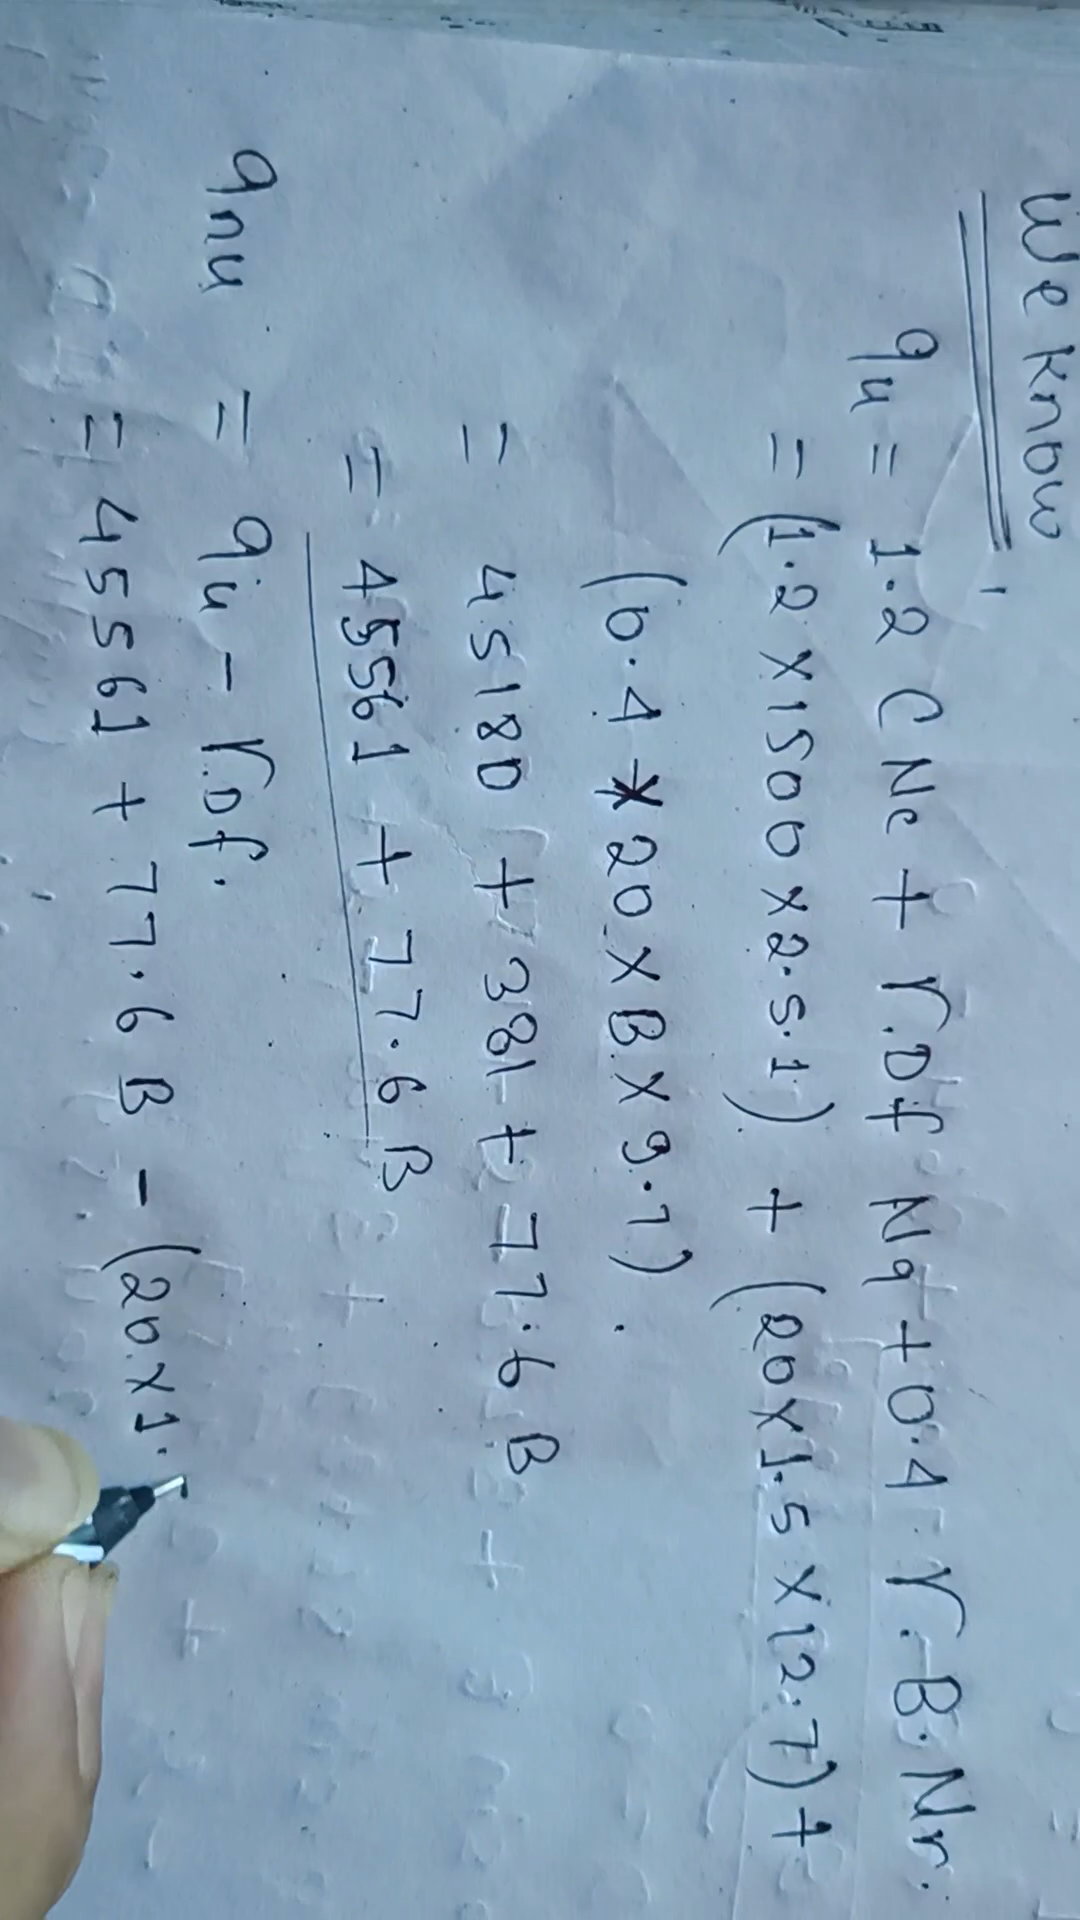 We Know,
qu = 1.2 C Nc + γ.Df Nq + 0.4 γ.B.Nr.
= (1.2 × 1500 × 25.1) + (20 × 1.5 × 12.7) +
(0.4 × 20 × B × 9.7).
= 45180 + 381 + 77.6 B
= 45561 + 77.6 B
qnu = qu - γ.Df.
= 45561 + 77.6 B - (20 × 1.